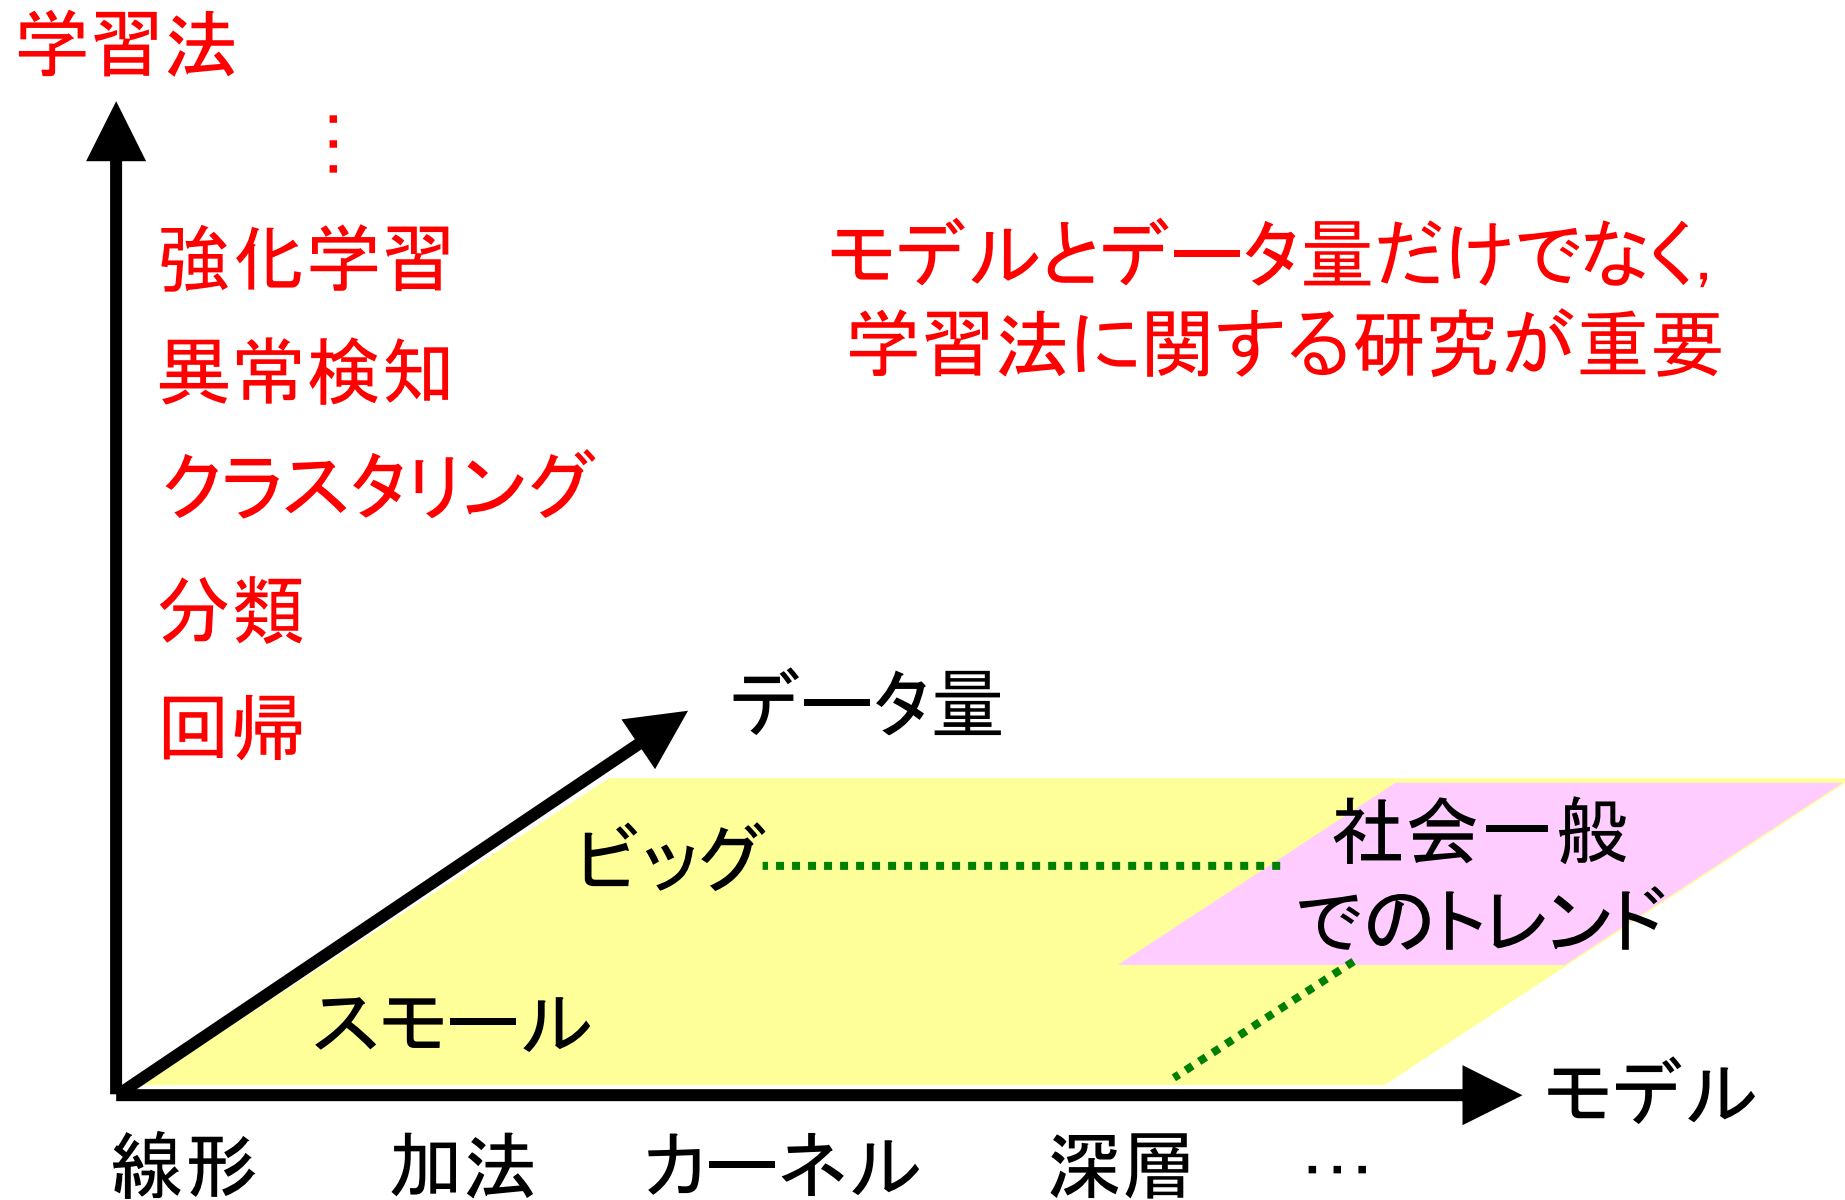 学習法
⋮
強化学習
異常検知
クラスタリング
分類
回帰
モデルとデータ量だけでなく,
学習法に関する研究が重要
データ量
ビッグ
スモール
社会一般
でのトレンド
モデル
線形 加法 カーネル 深層 …